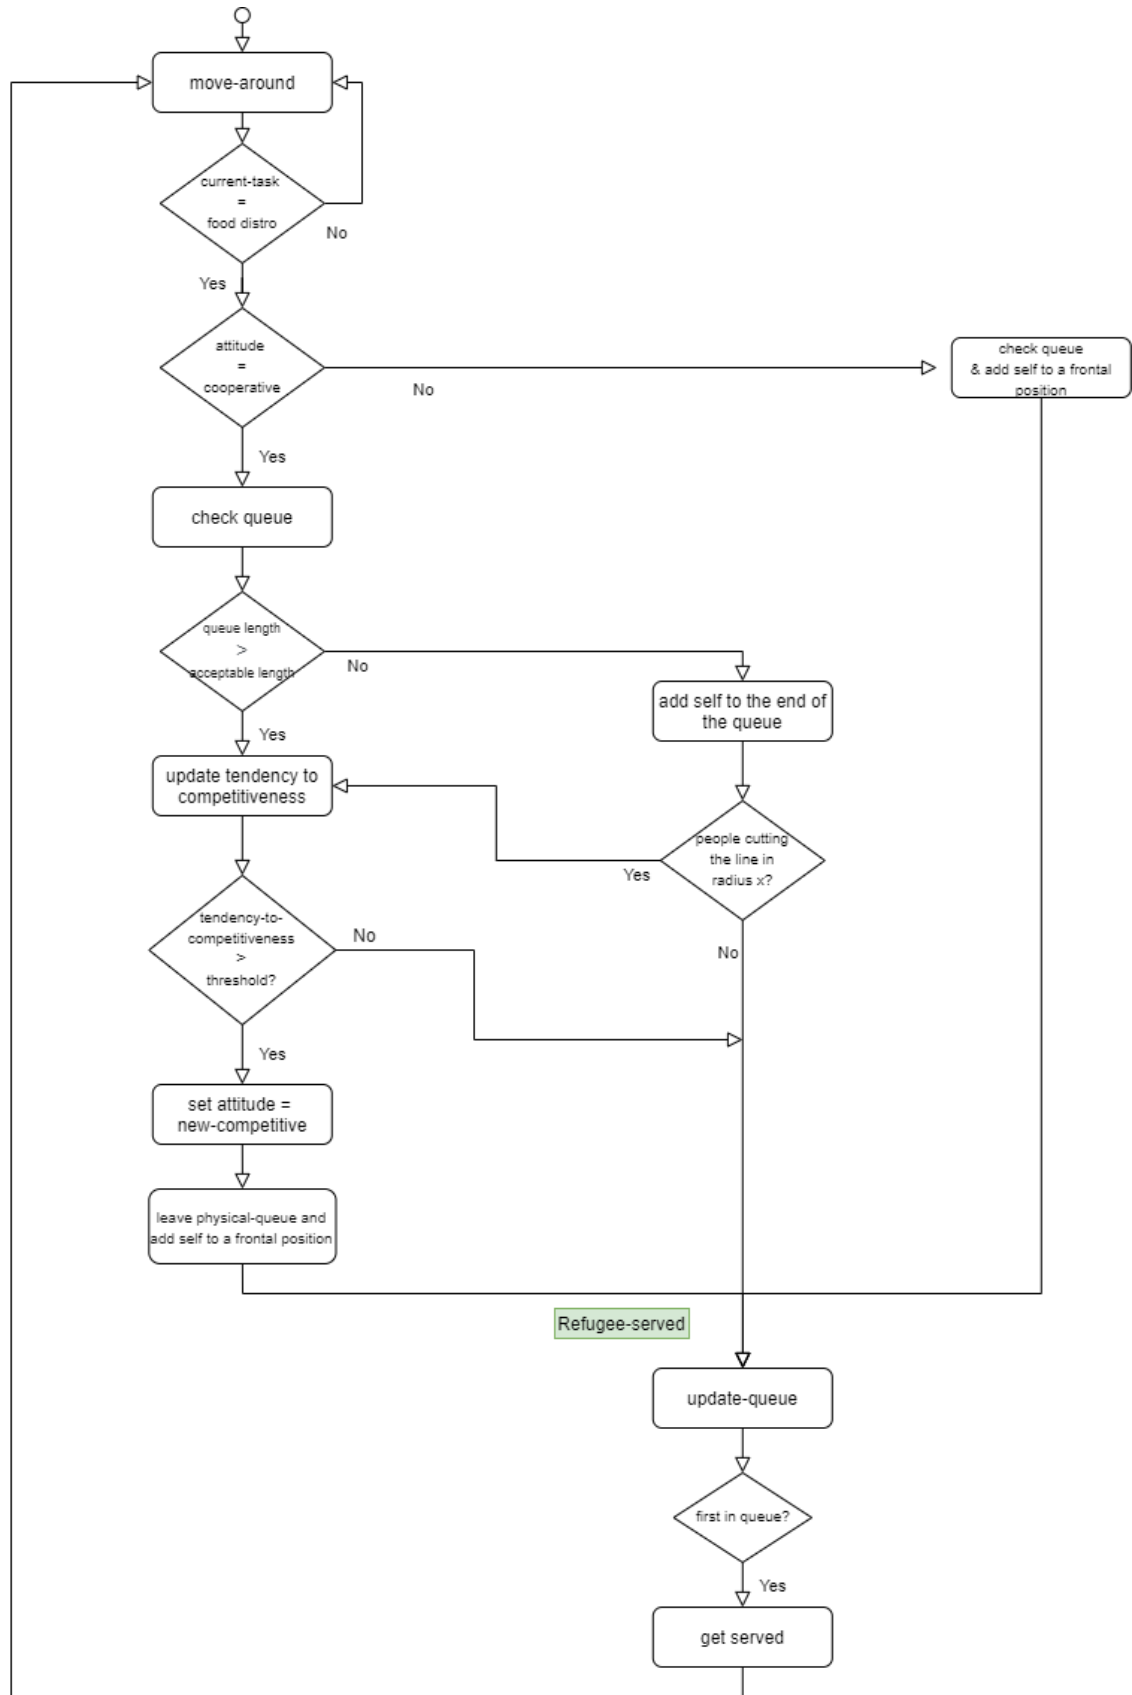 move-around
current-task
=
food distro
No
Yes
attitude
=
cooperative
No
check queue
& add self to a frontal
position
Yes
check queue
queue length
>
acceptable length
No
add self to the end of
the queue
Yes
update tendency to
competitiveness
people cutting
the line in
radius x?
Yes
No
tendency-to-
competitiveness
>
threshold?
No
Yes
set attitude =
new-competitive
leave physical-queue and
add self to a frontal position
Refugee-served
update-queue
first in queue?
Yes
get served